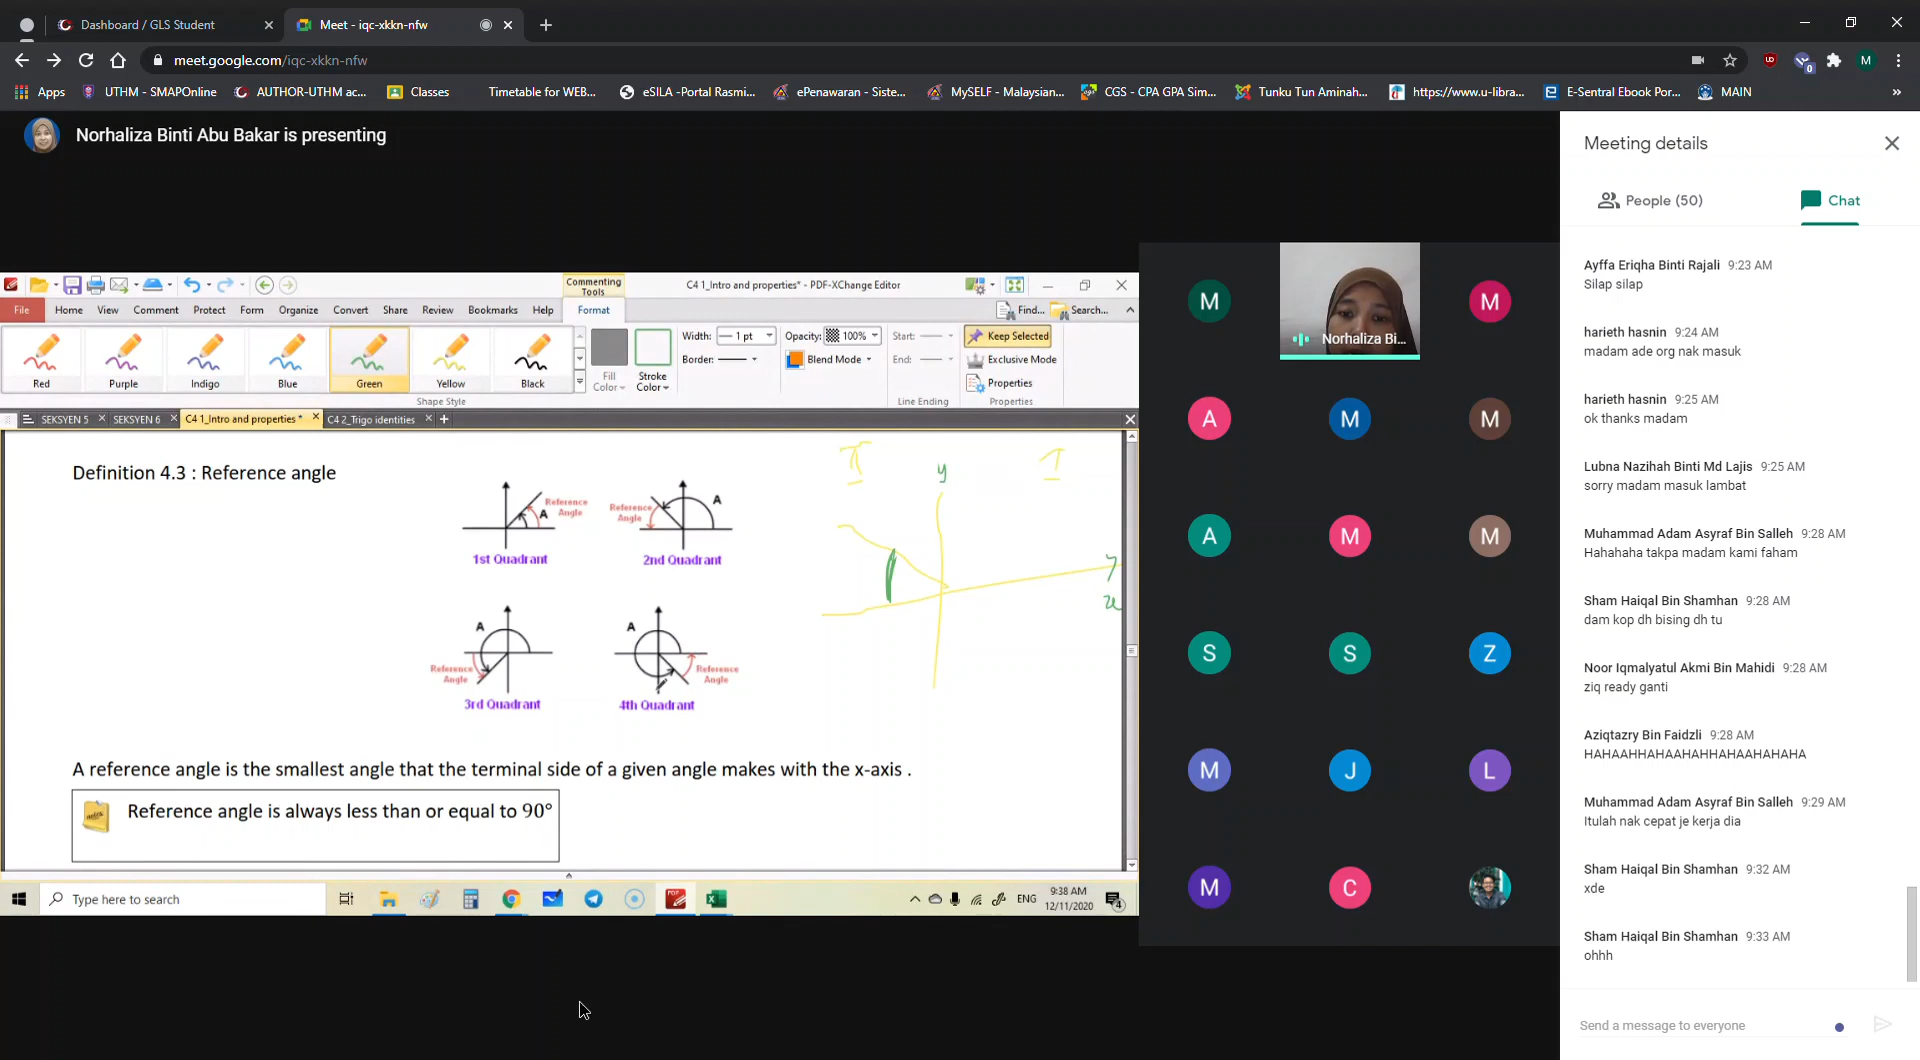 Dashboard / GLS Student
Meet - iqc-xkkn-nfw
meet.google.com/iqc-xkkn-nfw
UD
0
M
Apps
UTHM - SMAPOnline
AUTHOR-UTHM ac...
Classes
Timetable for WEB...
eSILA -Portal Rasmi...
ePenawaran - Siste...
MySELF - Malaysian...
CGS - CPA GPA Sim...
Tunku Tun Aminah...
https://www.u-libra...
E-Sentral Ebook Por...
MAIN
»
Norhaliza Binti Abu Bakar is presenting
Commenting
Tools
C4 1_Intro and properties* - PDF-XChange Editor
File
Home
View
Comment
Protect
Form
Organize
Convert
Share
Review
Bookmarks
Help
Format
Find...
Search...
Red
Purple
Indigo
Blue
Green
Yellow
Black
Shape Style
Fill
Color
Stroke
Color
Width:
1 pt
Border:
Opacity:
100%
Blend Mode
Start:
End:
Line Ending
Keep Selected
Exclusive Mode
Properties
Properties
SEKSYEN 5
SEKSYEN 6
C4 1_Intro and properties *
C4 2_Trigo identities
Definition 4.3 : Reference angle
Reference
Angle
A
1st Quadrant
Reference
Angle
A
2nd Quadrant
A
Reference
Angle
3rd Quadrant
A
Reference
Angle
4th Quadrant
II
I
y
x
A reference angle is the smallest angle that the terminal side of a given angle makes with the x-axis .
Reference angle is always less than or equal to 90°
Type here to search
ENG
9:38 AM
12/11/2020
4
M
Norhaliza Bi...
M
A
M
M
A
M
M
S
S
Z
M
J
L
M
C
Meeting details
People (50)
Chat
Ayffa Eriqha Binti Rajali 9:23 AM
Silap silap
harieth hasnin 9:24 AM
madam ade org nak masuk
harieth hasnin 9:25 AM
ok thanks madam
Lubna Nazihah Binti Md Lajis 9:25 AM
sorry madam masuk lambat
Muhammad Adam Asyraf Bin Salleh 9:28 AM
Hahahaha takpa madam kami faham
Sham Haiqal Bin Shamhan 9:28 AM
dam kop dh bising dh tu
Noor Iqmalyatul Akmi Bin Mahidi 9:28 AM
ziq ready ganti
Aziqtazry Bin Faidzli 9:28 AM
HAHAAHHAHAAHAHHAHAAHAHAHA
Muhammad Adam Asyraf Bin Salleh 9:29 AM
Itulah nak cepat je kerja dia
Sham Haiqal Bin Shamhan 9:32 AM
xde
Sham Haiqal Bin Shamhan 9:33 AM
ohhh
Send a message to everyone